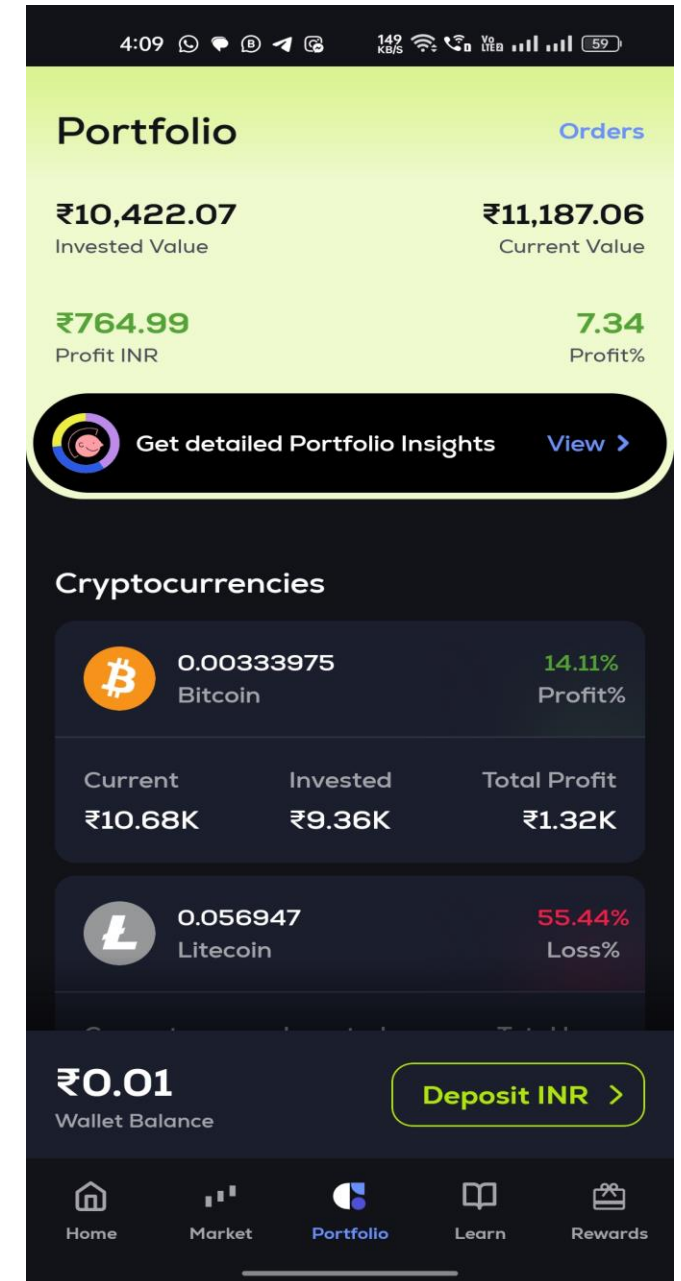 4:09 149 KB/S Vo LTE 59
Portfolio Orders
₹10,422.07 ₹11,187.06
Invested Value Current Value
₹764.99 7.34
Profit INR Profit%
Get detailed Portfolio Insights View >
Cryptocurrencies
0.00333975 14.11%
Bitcoin Profit%
Current Invested Total Profit
₹10.68K ₹9.36K ₹1.32K
0.056947 55.44%
Litecoin Loss%
₹0.01 Deposit INR >
Wallet Balance
Home Market Portfolio Learn Rewards